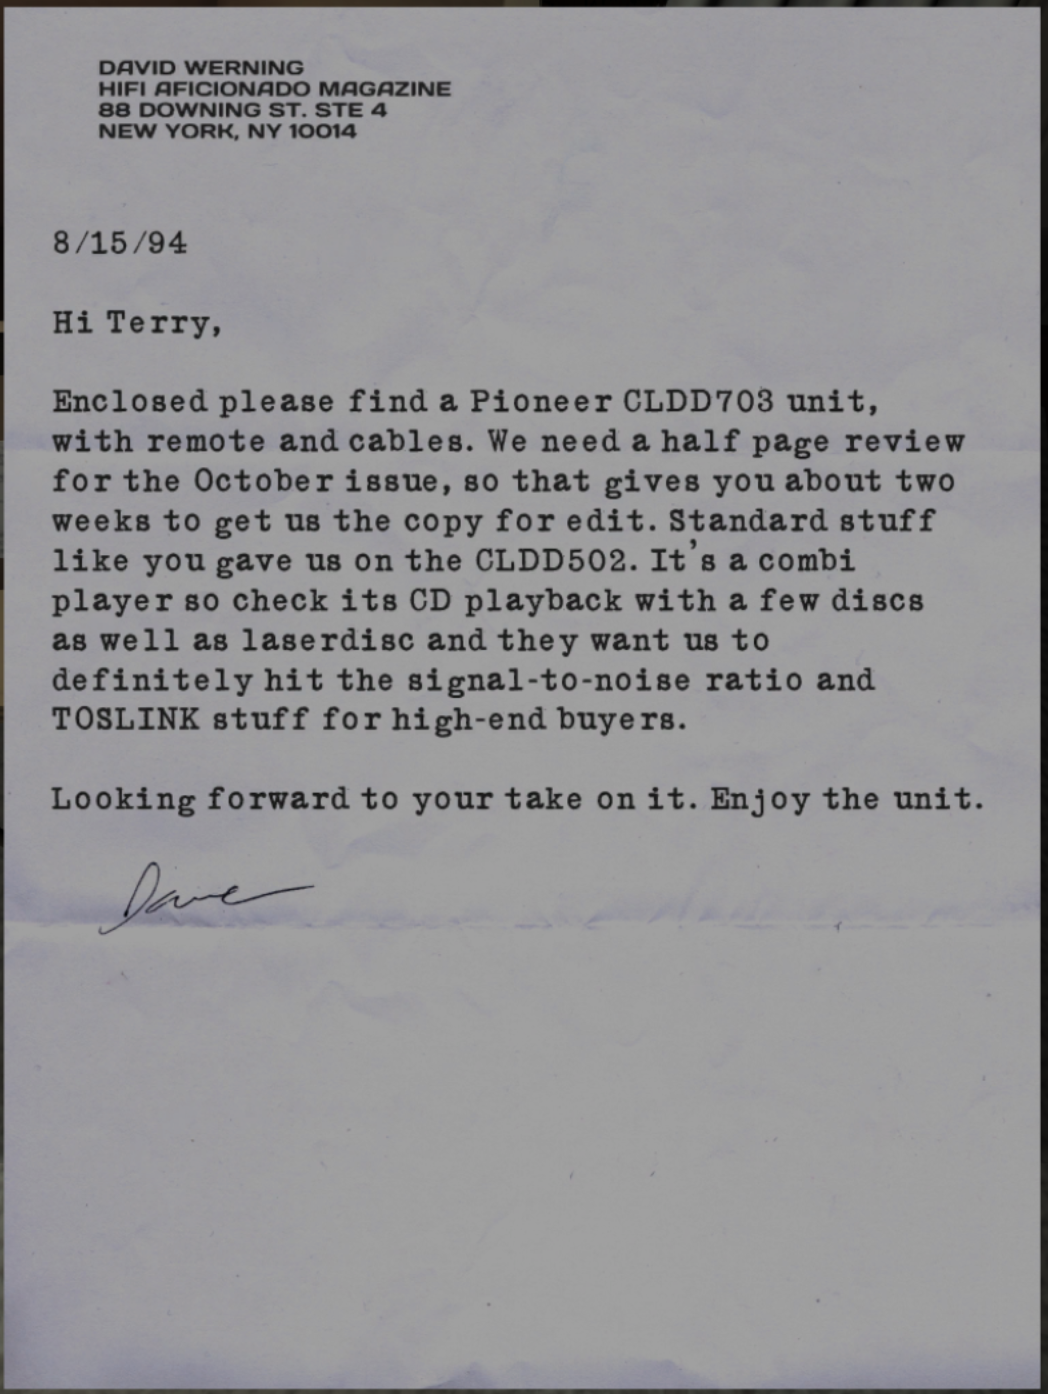 DAVID WERNING
HIFI AFICIONADO MAGAZINE
88 DOWNING ST. STE 4
NEW YORK, NY 10014
8/15/94
Hi Terry,
Enclosed please find a Pioneer CLDD703 unit,
with remote and cables. We need a half page review
for the October issue, so that gives you about two
weeks to get us the copy for edit. Standard stuff
like you gave us on the CLDD502. It's a combi
player so check its CD playback with a few discs
as well as laserdisc and they want us to
definitely hit the signal-to-noise ratio and
TOSLINK stuff for high-end buyers.
Looking forward to your take on it. Enjoy the unit.
Dave